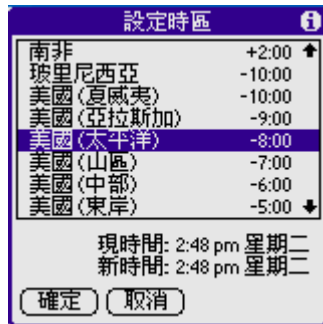 設定時區
南非 +2:00
玻里尼西亞 -10:00
美國(夏威夷) -10:00
美國(亞拉斯加) -9:00
美國(太平洋) -8:00
美國(山區) -7:00
美國(中部) -6:00
美國(東岸) -5:00
現時間: 2:48 pm 星期二
新時間: 2:48 pm 星期二
確定 取消